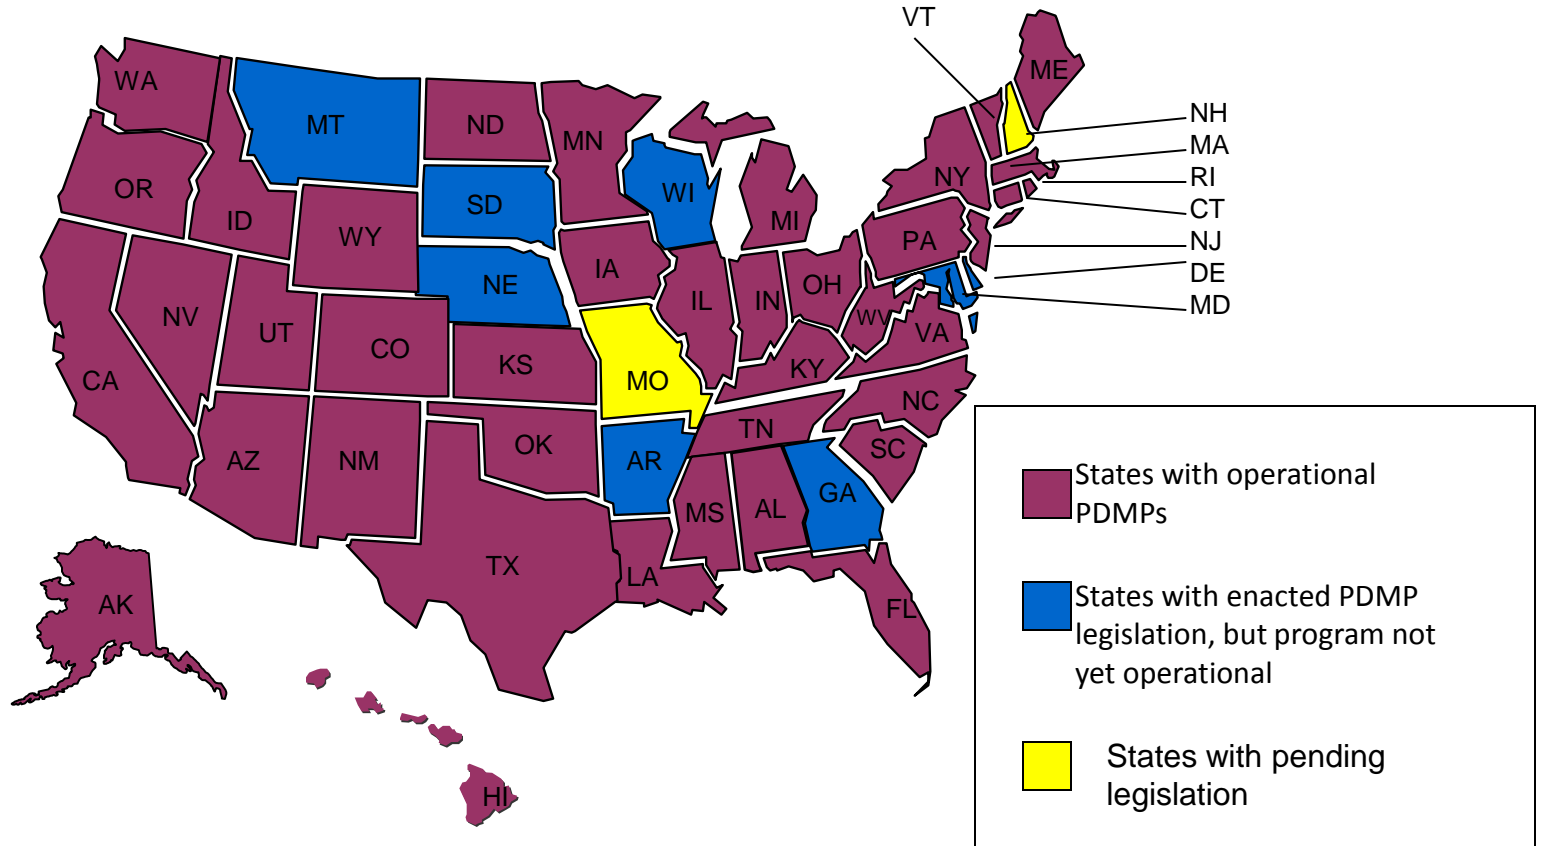 VT
ME
WA
NH
MT
ND
MN
MA
NY
RI
OR
WI
SD
ID
CT
MI
WY
PA
NJ
IA
DE
NE
OH
IL
IN
MD
NV
WV
UT
VA
CO
KS
KY
CA
MO
NC
TN
OK
SC
AZ
NM
AR
GA
MS
AL
TX
LA
AK
FL
HI
States with operational
PDMPs
States with enacted PDMP
legislation, but program not
yet operational
States with pending
legislation